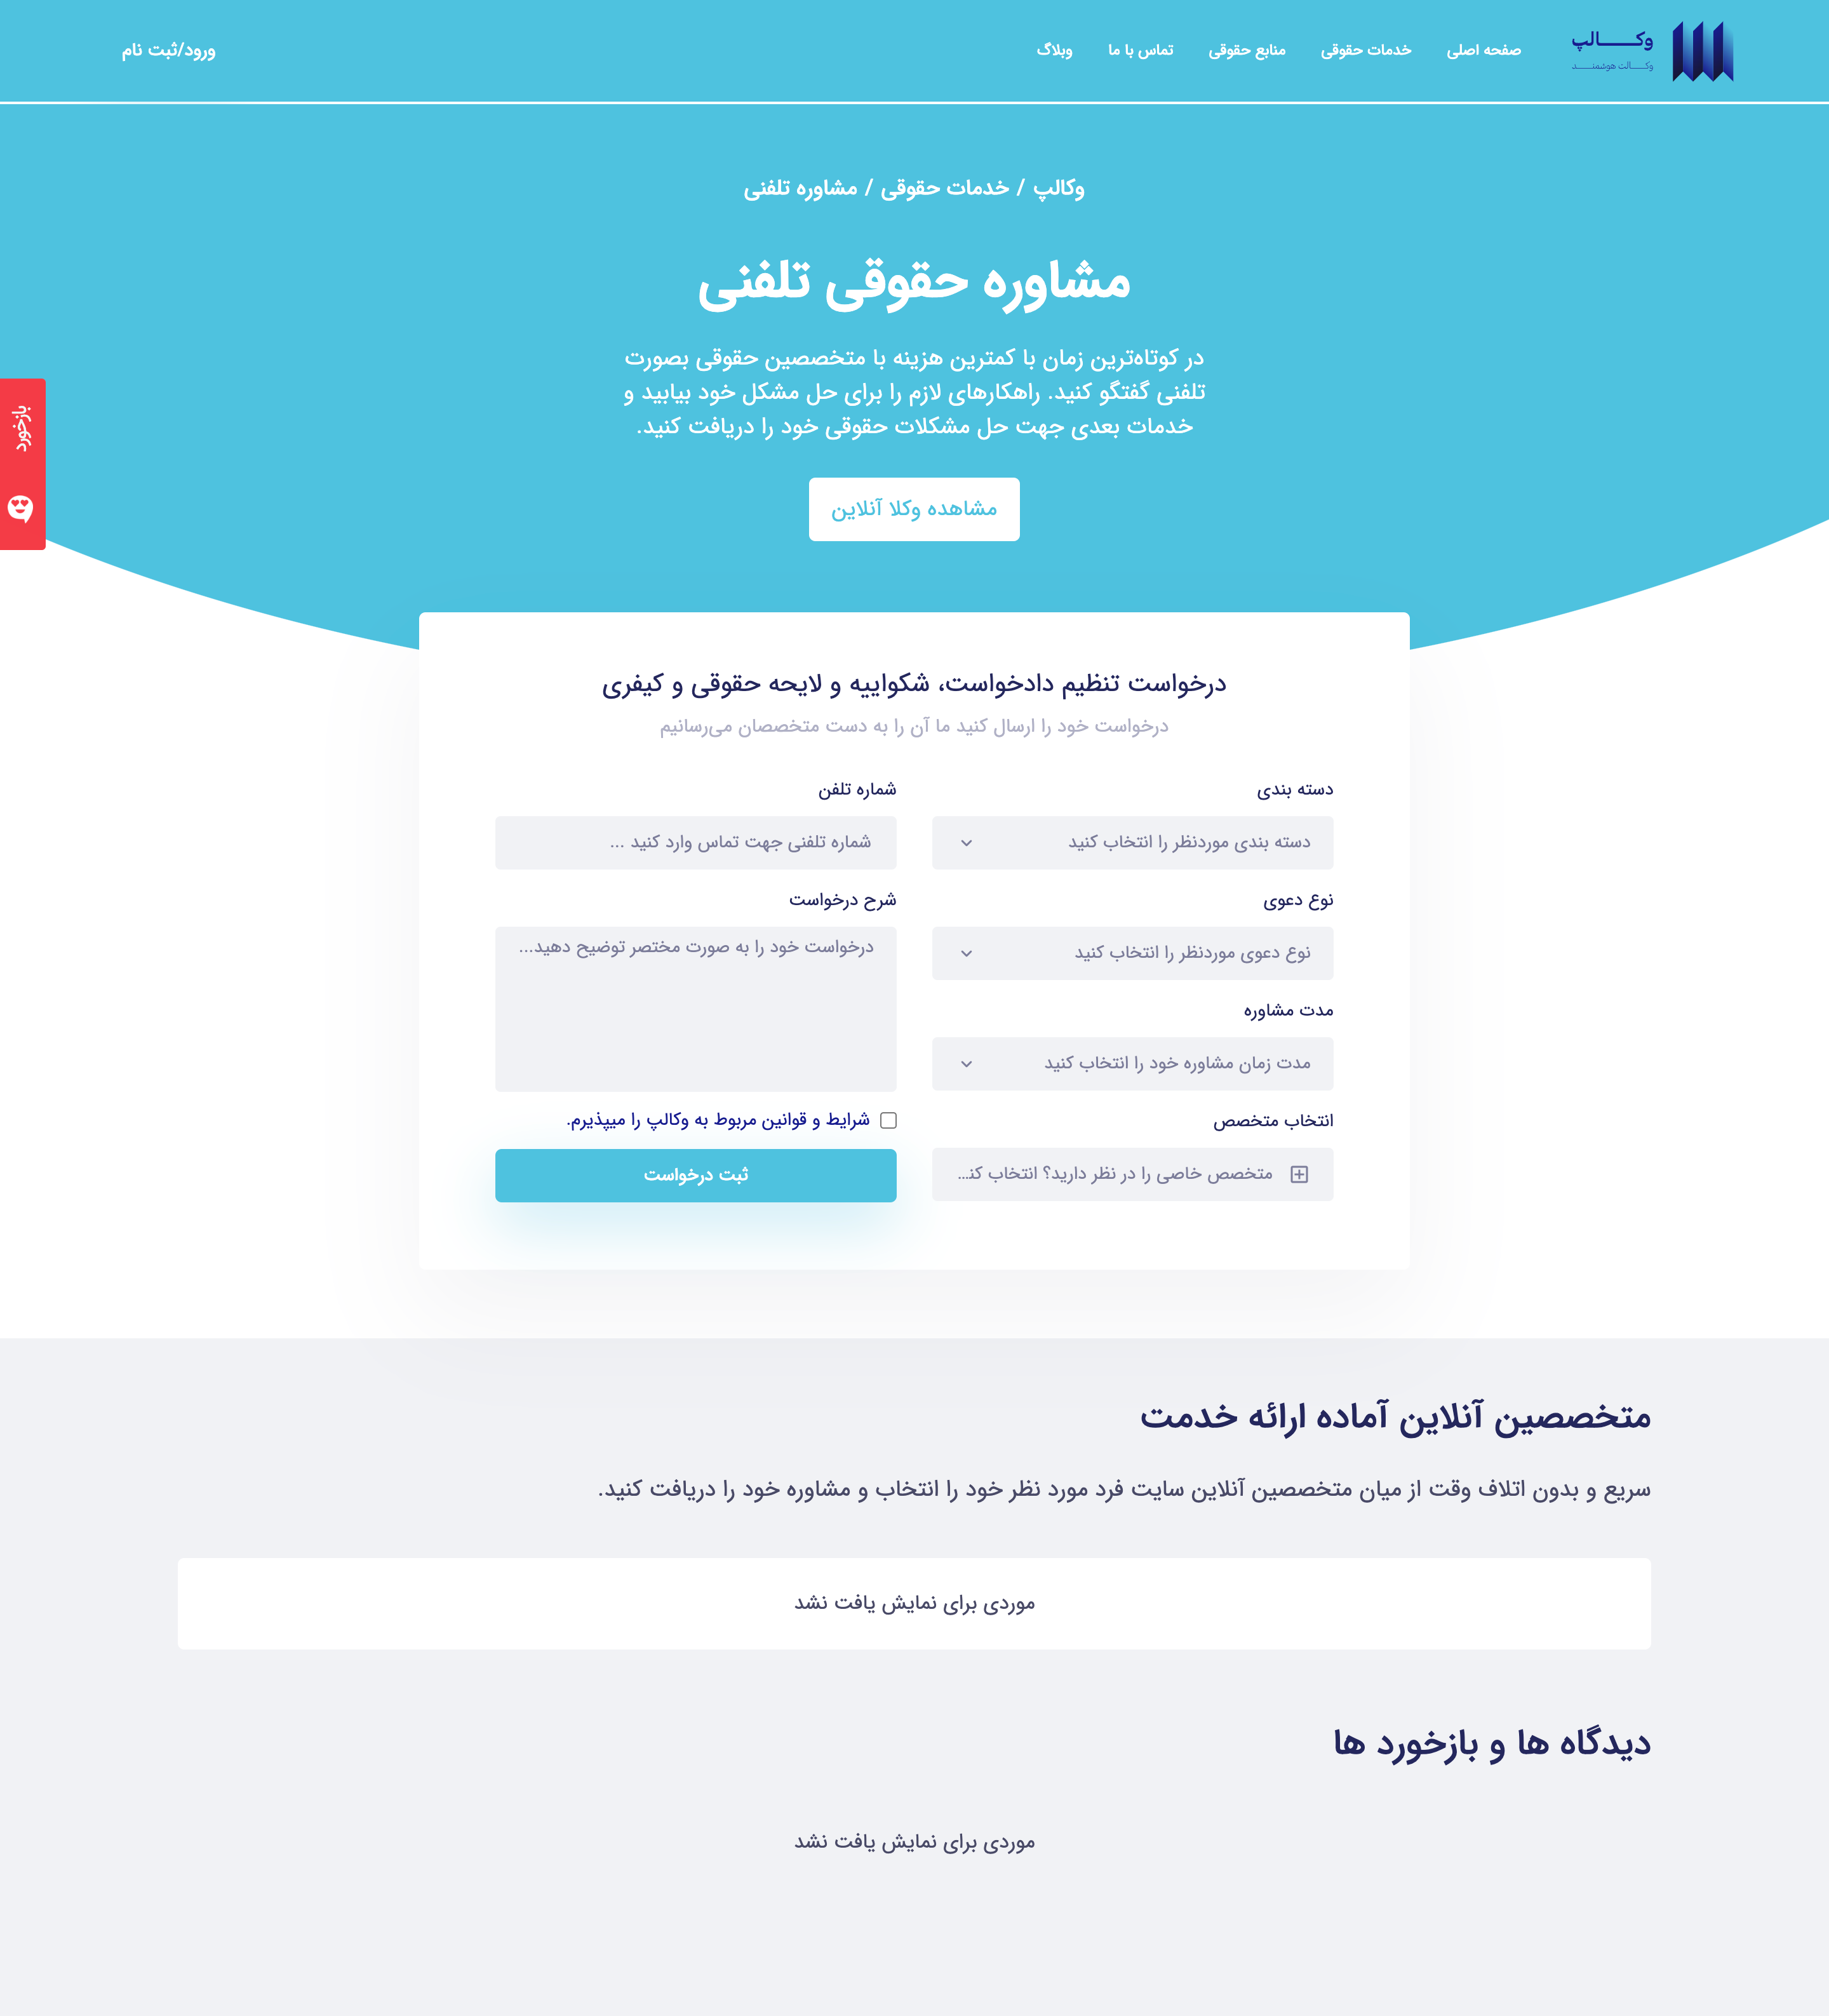 وکـــــالپ
وکـــــالت هوشمنـــــد
صفحه اصلی
خدمات حقوقی
منابع حقوقی
تماس با ما
وبلاگ
ورود/ثبت نام
وکالپ / خدمات حقوقی / مشاوره تلفنی
مشاوره حقوقی تلفنی
در کوتاه‌ترین زمان با کمترین هزینه با متخصصین حقوقی بصورت
تلفنی گفتگو کنید. راهکارهای لازم را برای حل مشکل خود بیابید و
خدمات بعدی جهت حل مشکلات حقوقی خود را دریافت کنید.
مشاهده وکلا آنلاین
بازخورد
درخواست تنظیم دادخواست، شکواییه و لایحه حقوقی و کیفری
درخواست خود را ارسال کنید ما آن را به دست متخصصان می‌رسانیم
دسته بندی
دسته بندی موردنظر را انتخاب کنید
نوع دعوی
نوع دعوی موردنظر را انتخاب کنید
مدت مشاوره
مدت زمان مشاوره خود را انتخاب کنید
انتخاب متخصص
متخصص خاصی را در نظر دارید؟ انتخاب کنـ...
شماره تلفن
شماره تلفنی جهت تماس وارد کنید ...
شرح درخواست
درخواست خود را به صورت مختصر توضیح دهید...
شرایط و قوانین مربوط به وکالپ را میپذیرم.
ثبت درخواست
متخصصین آنلاین آماده ارائه خدمت
سریع و بدون اتلاف وقت از میان متخصصین آنلاین سایت فرد مورد نظر خود را انتخاب و مشاوره خود را دریافت کنید.
موردی برای نمایش یافت نشد
دیدگاه ها و بازخورد ها
موردی برای نمایش یافت نشد